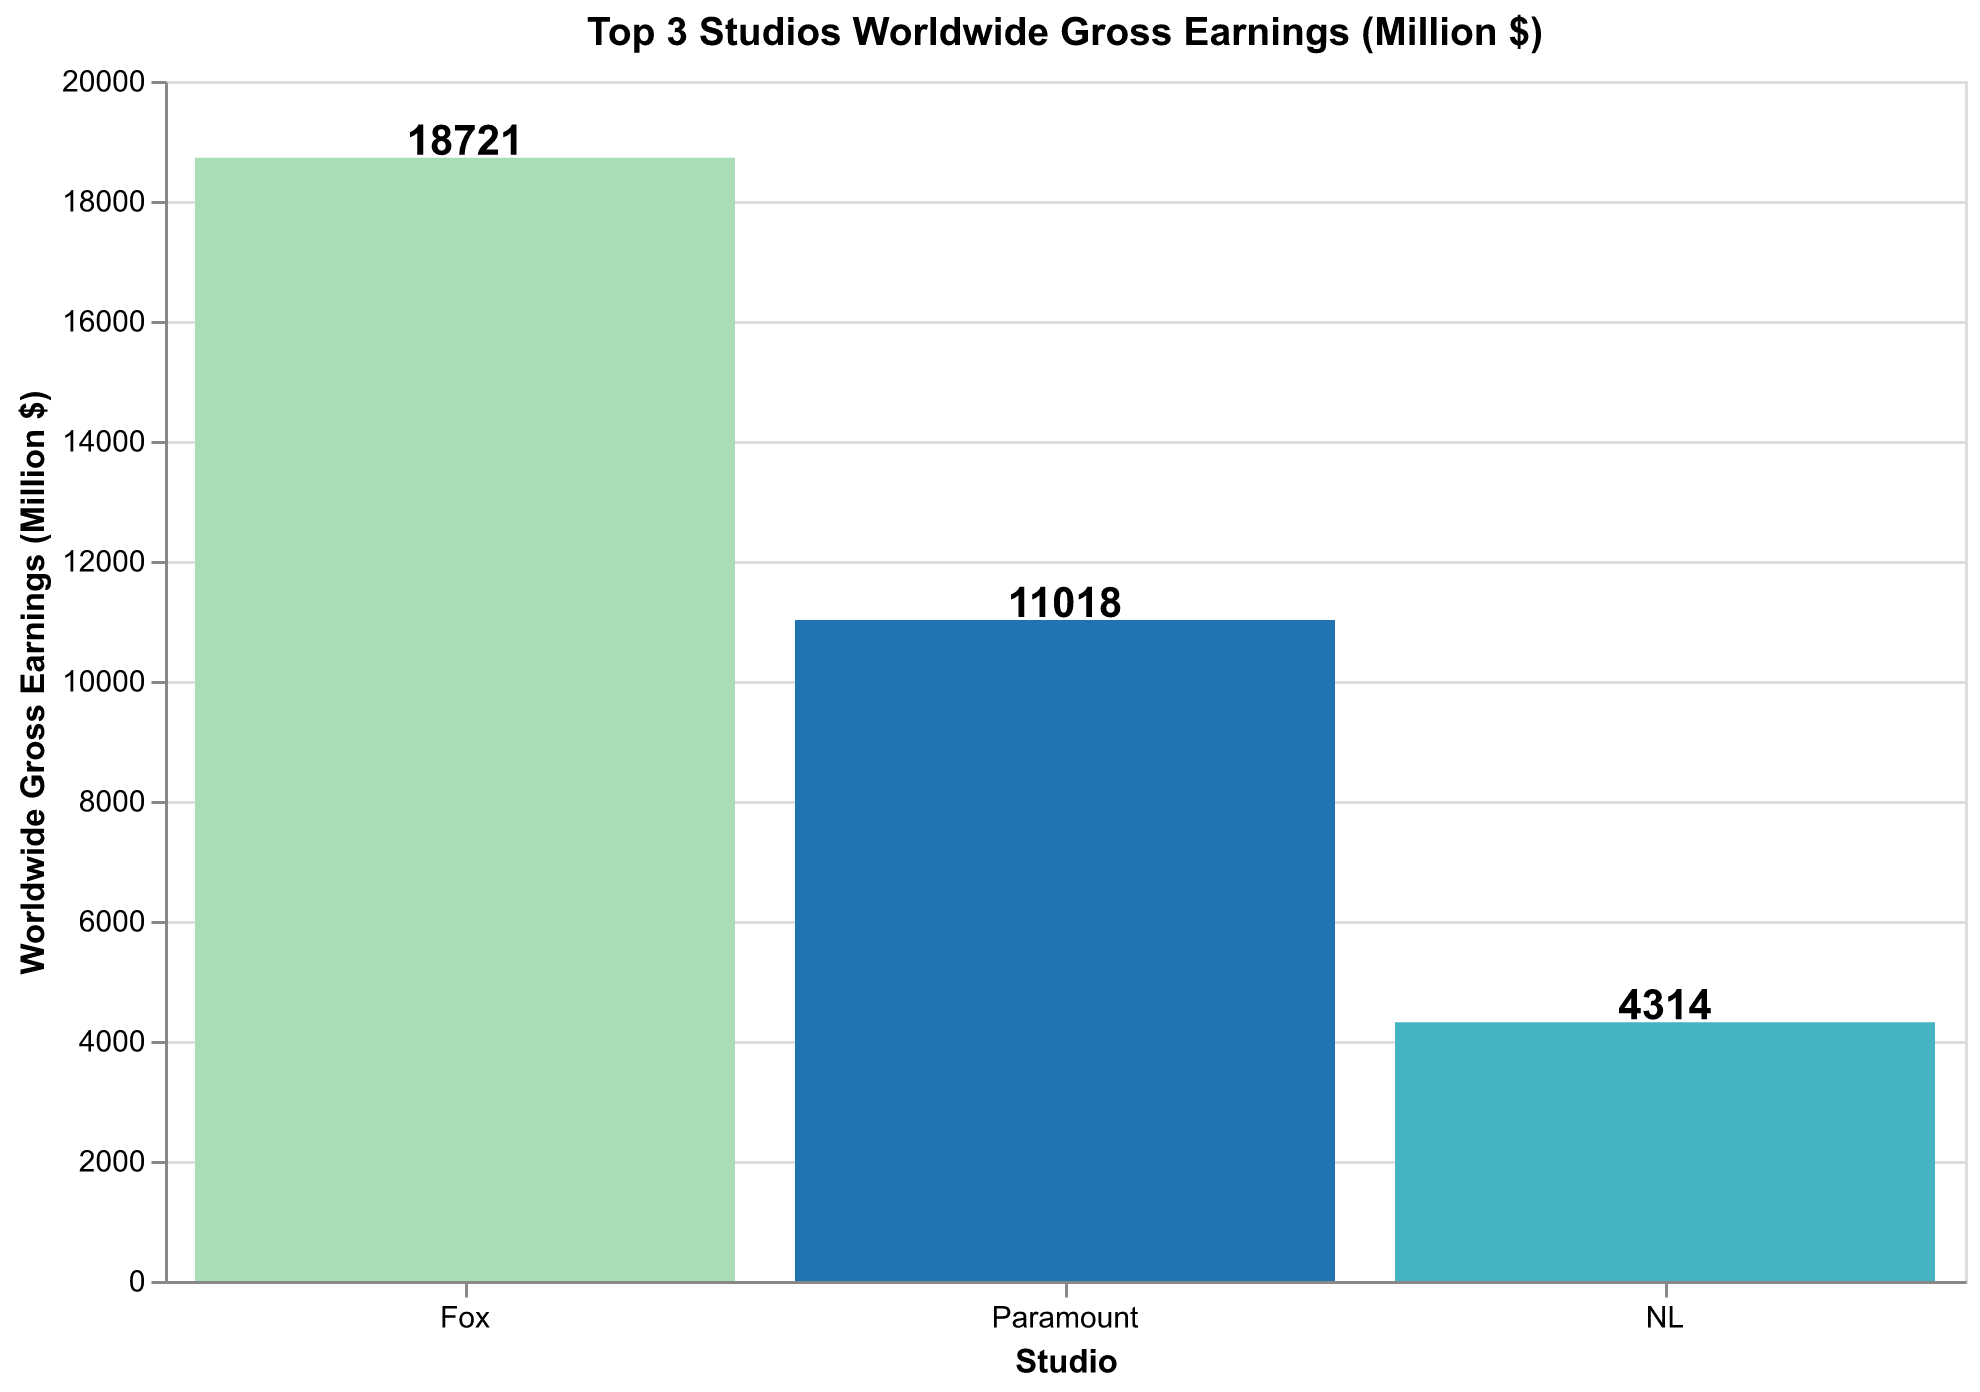 Top 3 Studios Worldwide Gross Earnings (Million $)
Worldwide Gross Earnings (Million $)
20000
18000
16000
14000
12000
10000
8000
6000
4000
2000
0
18721
11018
4314
Fox
Paramount
NL
Studio